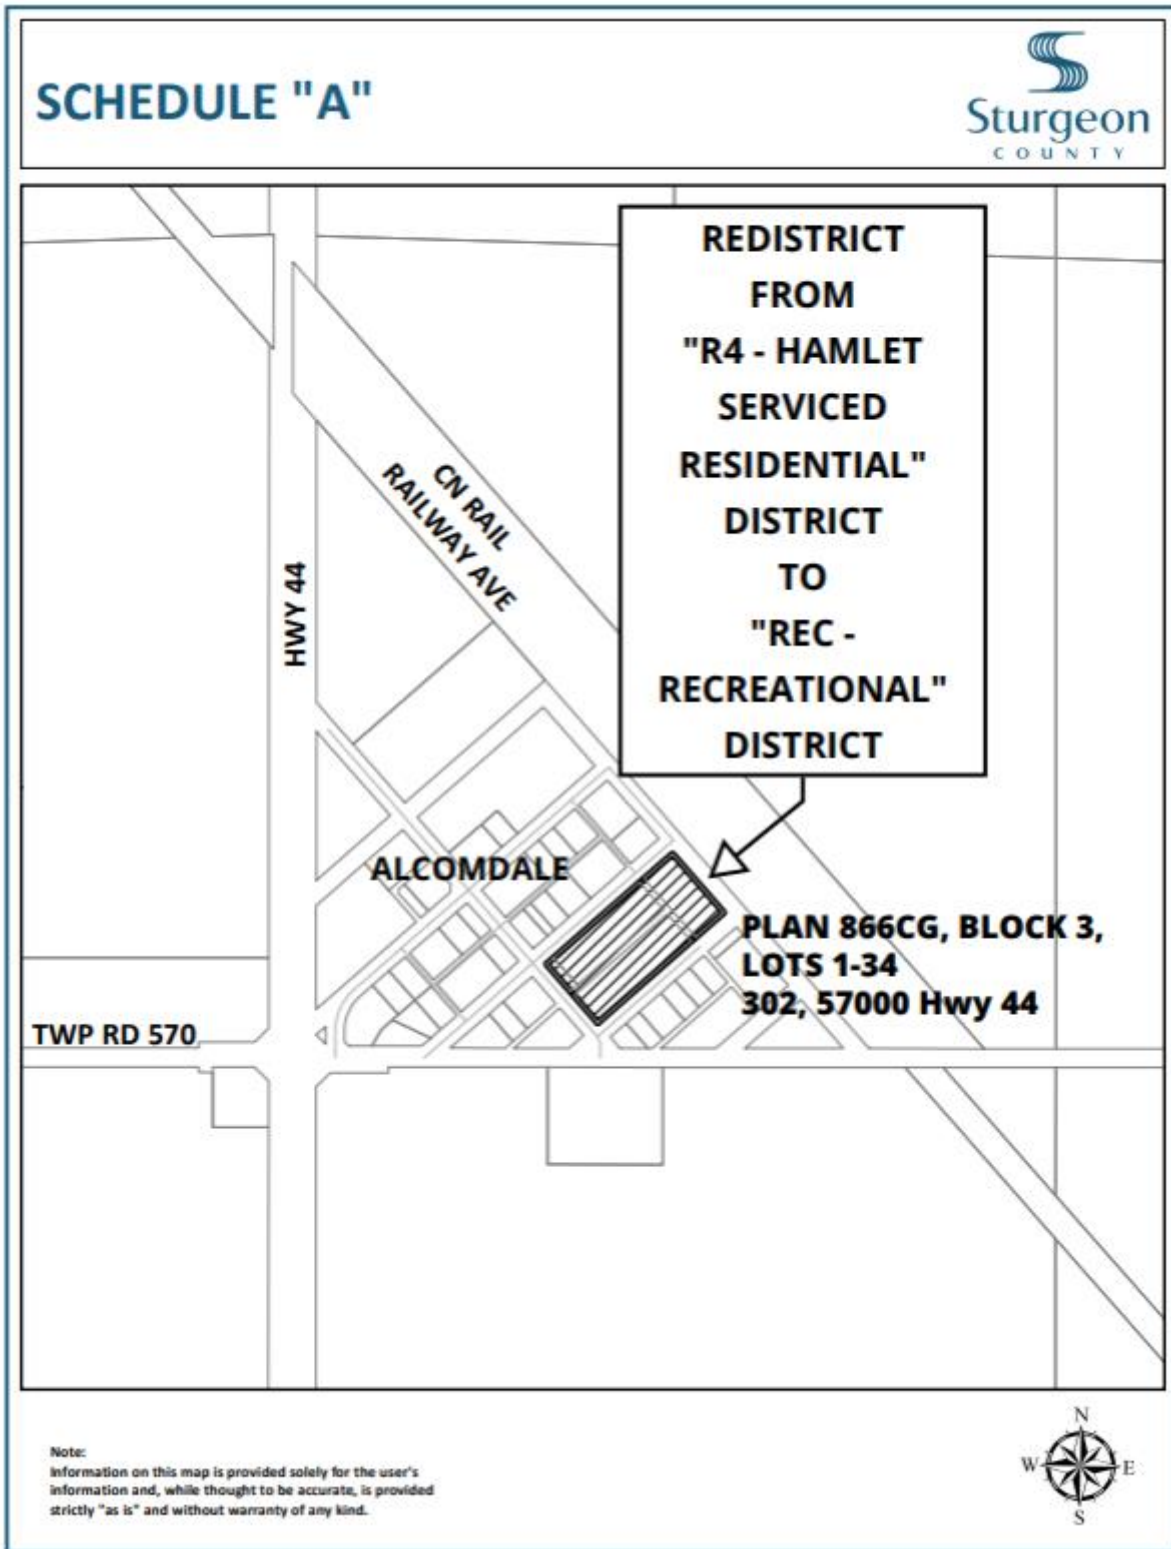 SCHEDULE "A"
Sturgeon
COUNTY
REDISTRICT
FROM
"R4 - HAMLET
SERVICED
RESIDENTIAL"
DISTRICT
TO
"REC -
RECREATIONAL"
DISTRICT
CN RAIL
RAILWAY AVE
HWY 44
ALCOMDALE
PLAN 866CG, BLOCK 3,
LOTS 1-34
302, 57000 Hwy 44
TWP RD 570
Note:
Information on this map is provided solely for the user's
information and, while thought to be accurate, is provided
strictly "as is" and without warranty of any kind.
N
W E
S